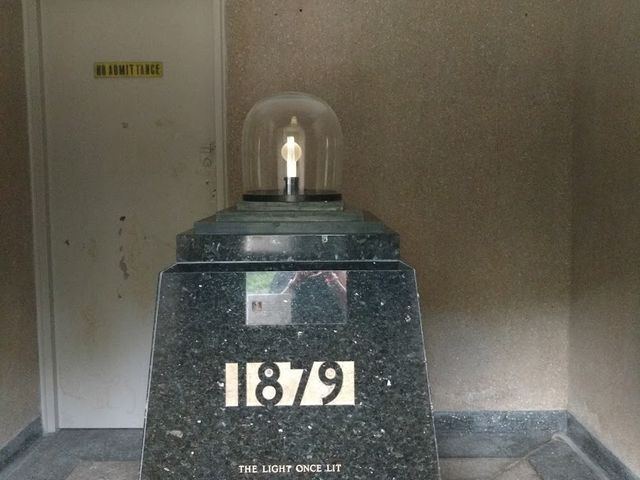 NO ADMITTANCE
1879
THE LIGHT ONCE LIT